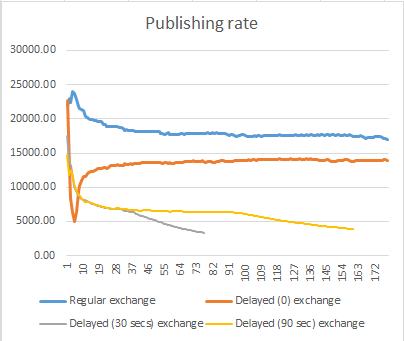 Publishing rate
30000.00
25000.00
20000.00
15000.00
10000.00
5000.00
0.00
1 10 19 28 37 46 55 64 73 82 91 100 109 118 127 136 145 154 163 172
Regular exchange Delayed (0) exchange
Delayed (30 secs) exchange Delayed (90 sec) exchange